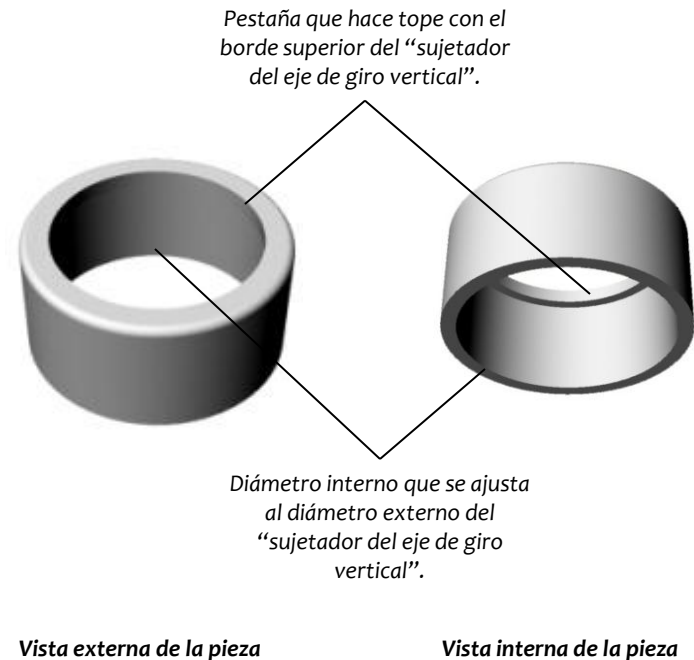 Pestaña que hace tope con el
borde superior del “sujetador
del eje de giro vertical”.
Diámetro interno que se ajusta
al diámetro externo del
“sujetador del eje de giro
vertical”.
Vista externa de la pieza
Vista interna de la pieza